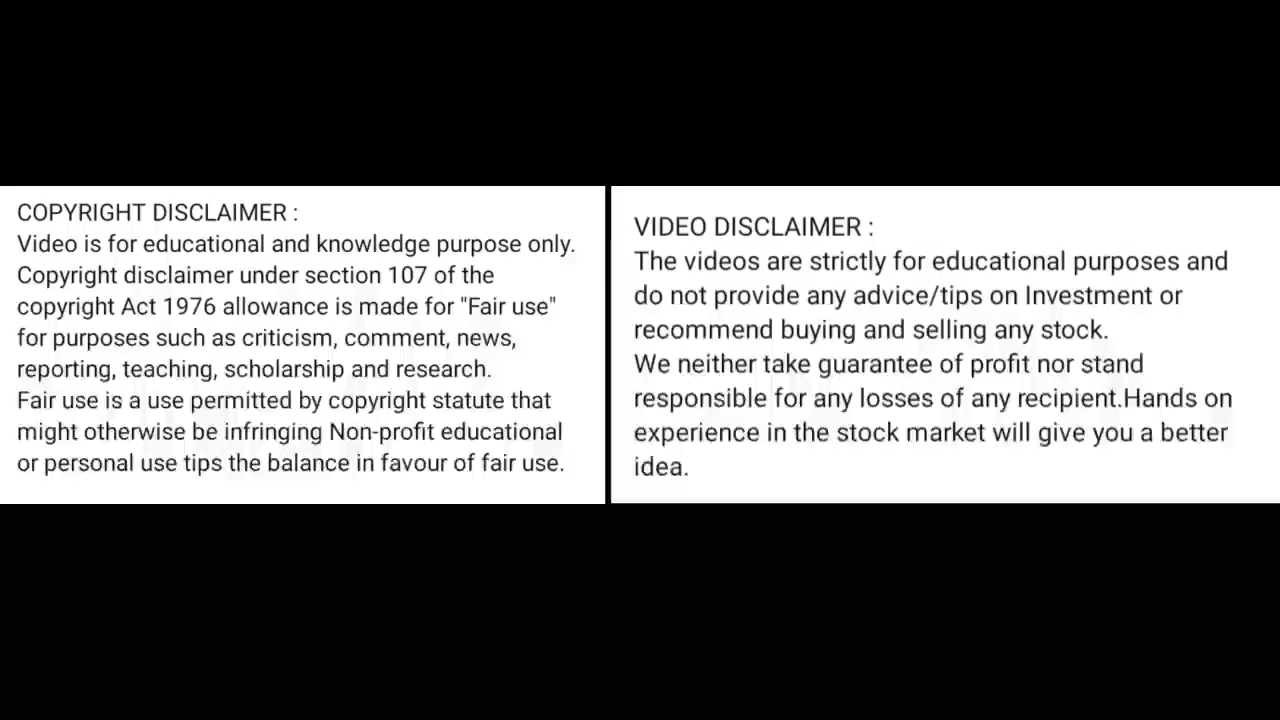 COPYRIGHT DISCLAIMER :
Video is for educational and knowledge purpose only.
Copyright disclaimer under section 107 of the
copyright Act 1976 allowance is made for "Fair use"
for purposes such as criticism, comment, news,
reporting, teaching, scholarship and research.
Fair use is a use permitted by copyright statute that
might otherwise be infringing Non-profit educational
or personal use tips the balance in favour of fair use.
VIDEO DISCLAIMER :
The videos are strictly for educational purposes and
do not provide any advice/tips on Investment or
recommend buying and selling any stock.
We neither take guarantee of profit nor stand
responsible for any losses of any recipient.Hands on
experience in the stock market will give you a better
idea.